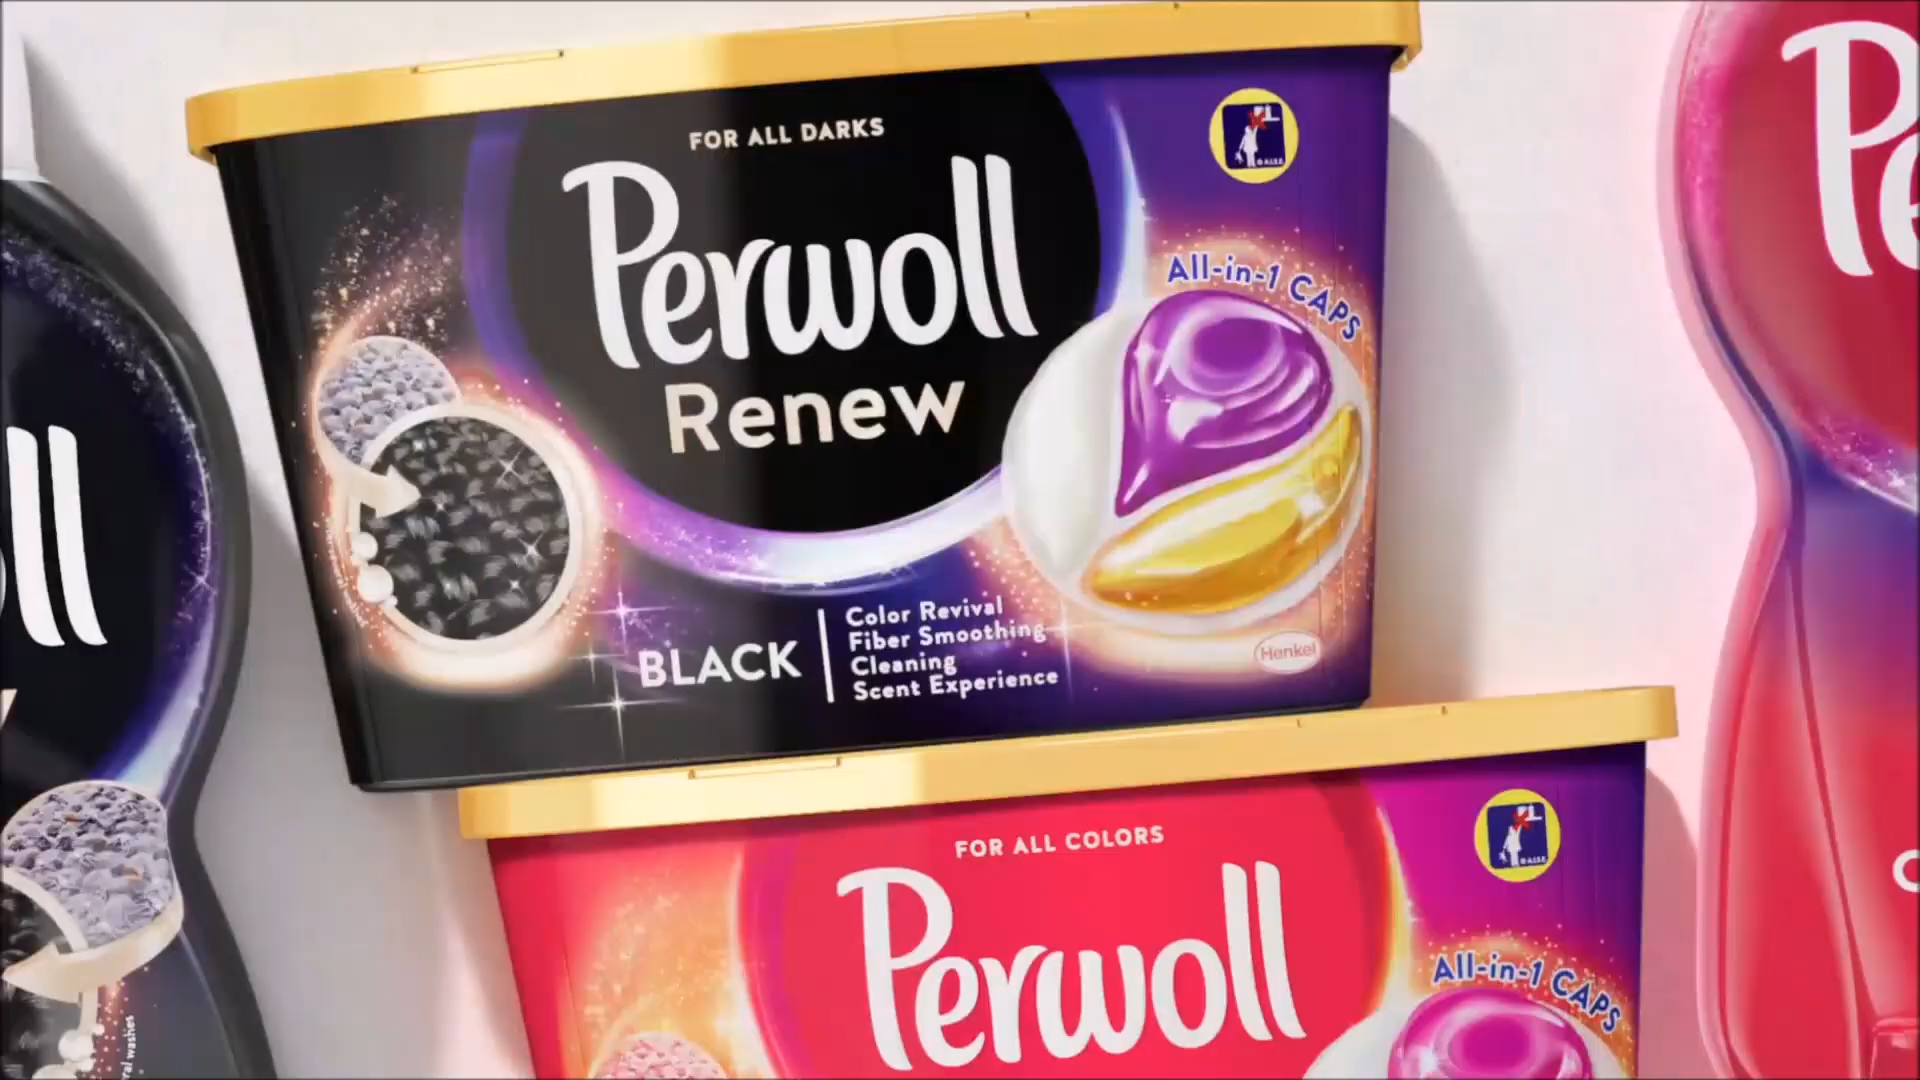 FOR ALL DARKS
Perwoll
Renew
All-in-1 CAPS
BLACK
Color Revival
Fiber Smoothing
Cleaning
Scent Experience
Henkel
FOR ALL COLORS
Perwoll
All-in-1 CAPS
ll
Pe